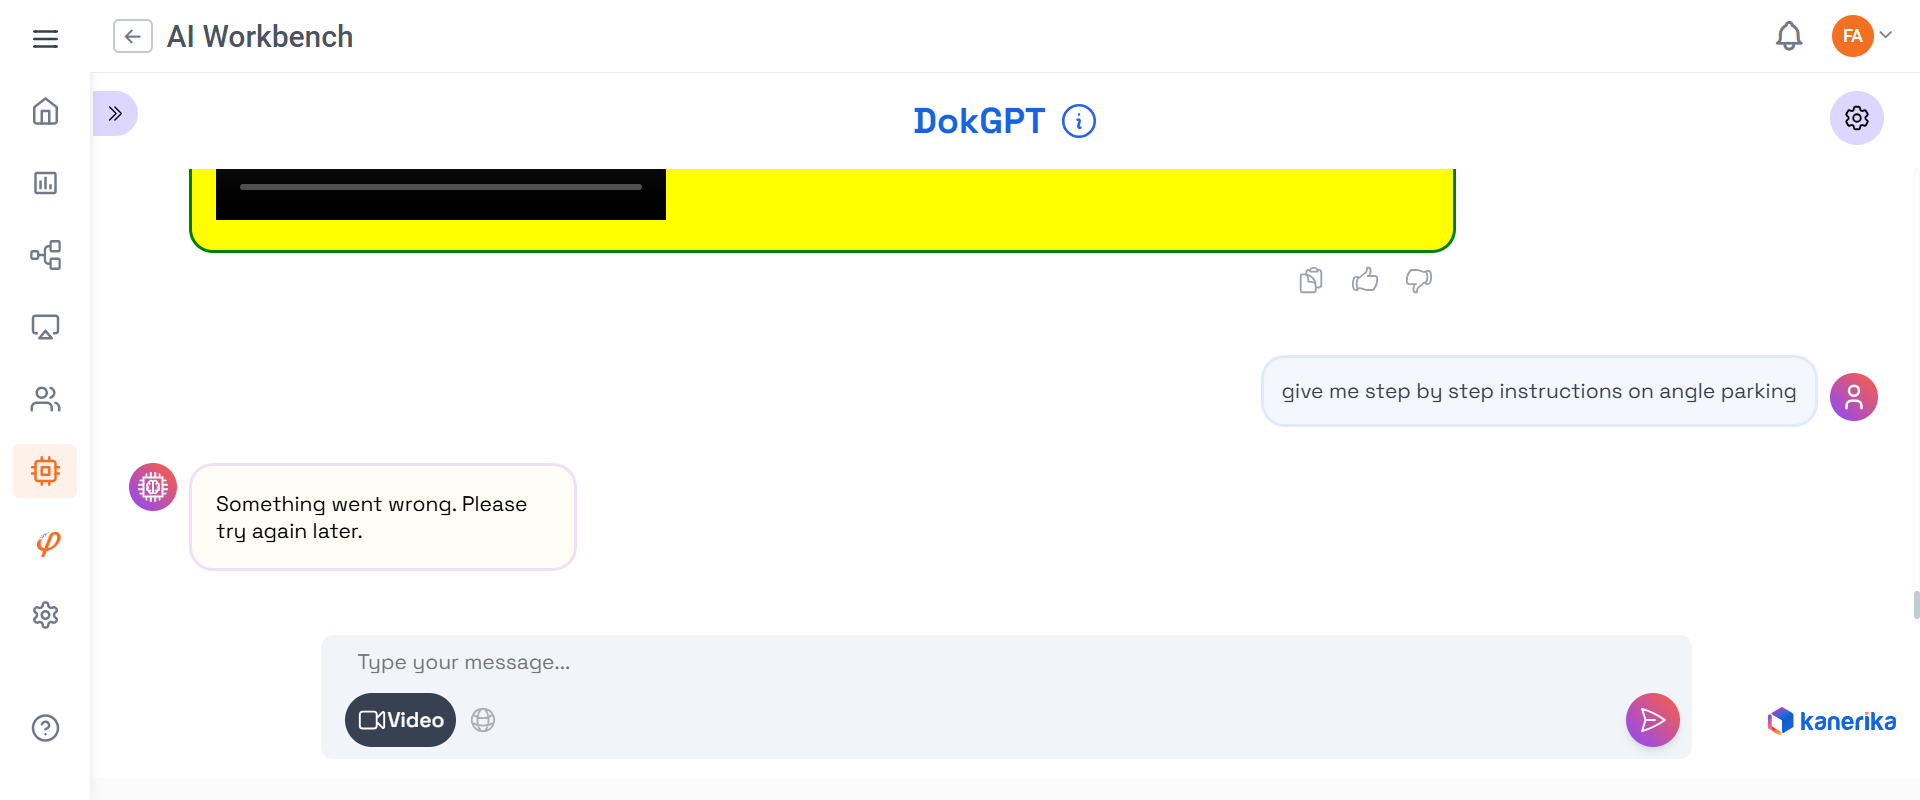 AI Workbench
FA
DokGPT
give me step by step instructions on angle parking
Something went wrong. Please
try again later.
Type your message...
Video
kanerika